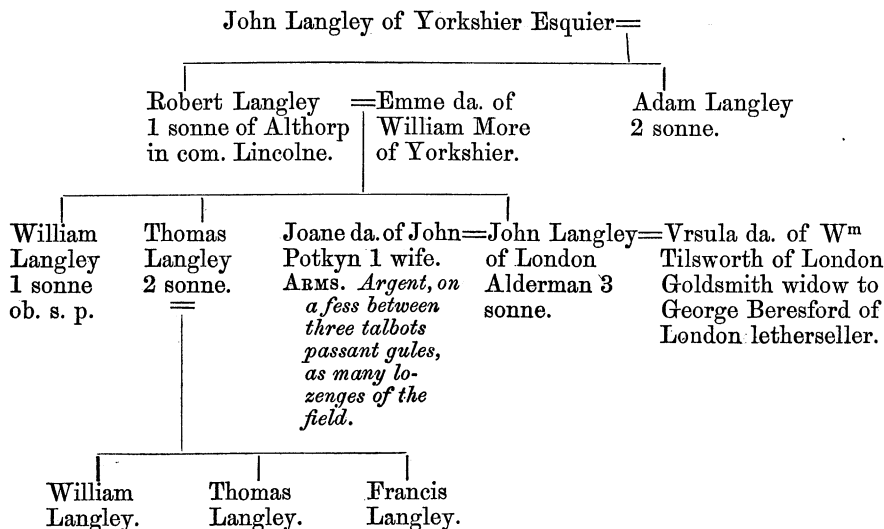 John Langley of Yorkshier Esquier=
Robert Langley
1 sonne of Althorp
in com. Lincolne.
=Emme da. of
William More
of Yorkshier.
Adam Langley
2 sonne.
William
Langley
1 sonne
ob. s. p.
Thomas
Langley
2 sonne.
=
Joane da. of John
Potkyn 1 wife.
ARMS. Argent, on
a fess between
three talbots
passant gules,
as many lo-
zenges of the
field.
=John Langley
of London
Alderman 3
sonne.
=Vrsula da. of Wᵐ
Tilsworth of London
Goldsmith widow to
George Beresford of
London letherseller.
William
Langley.
Thomas
Langley.
Francis
Langley.